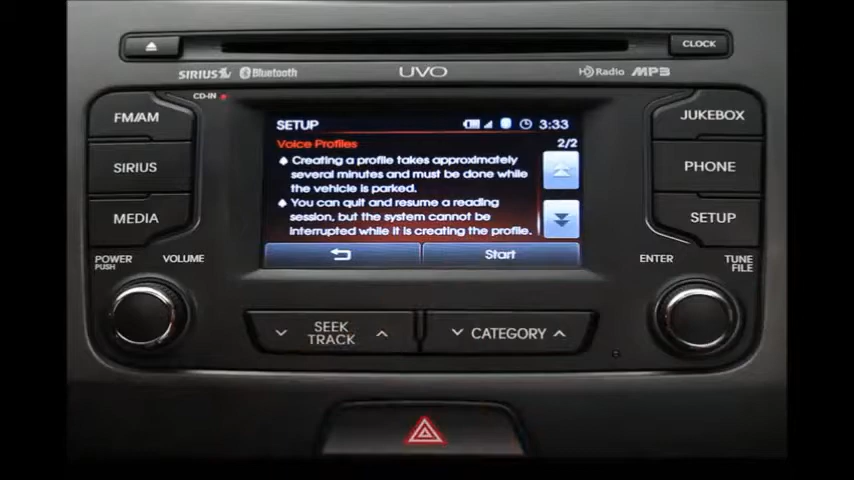 CLOCK
SIRIUS Bluetooth
UVO
HD Radio MP3
CD-IN
FM/AM
SIRIUS
MEDIA
POWER
PUSH
VOLUME
SETUP
3:33
Voice Profiles
2/2
Creating a profile takes approximately
several minutes and must be done while
the vehicle is parked.
You can quit and resume a reading
session, but the system cannot be
interrupted while it is creating the profile.
Start
JUKEBOX
PHONE
SETUP
ENTER
TUNE
FILE
SEEK
TRACK
CATEGORY